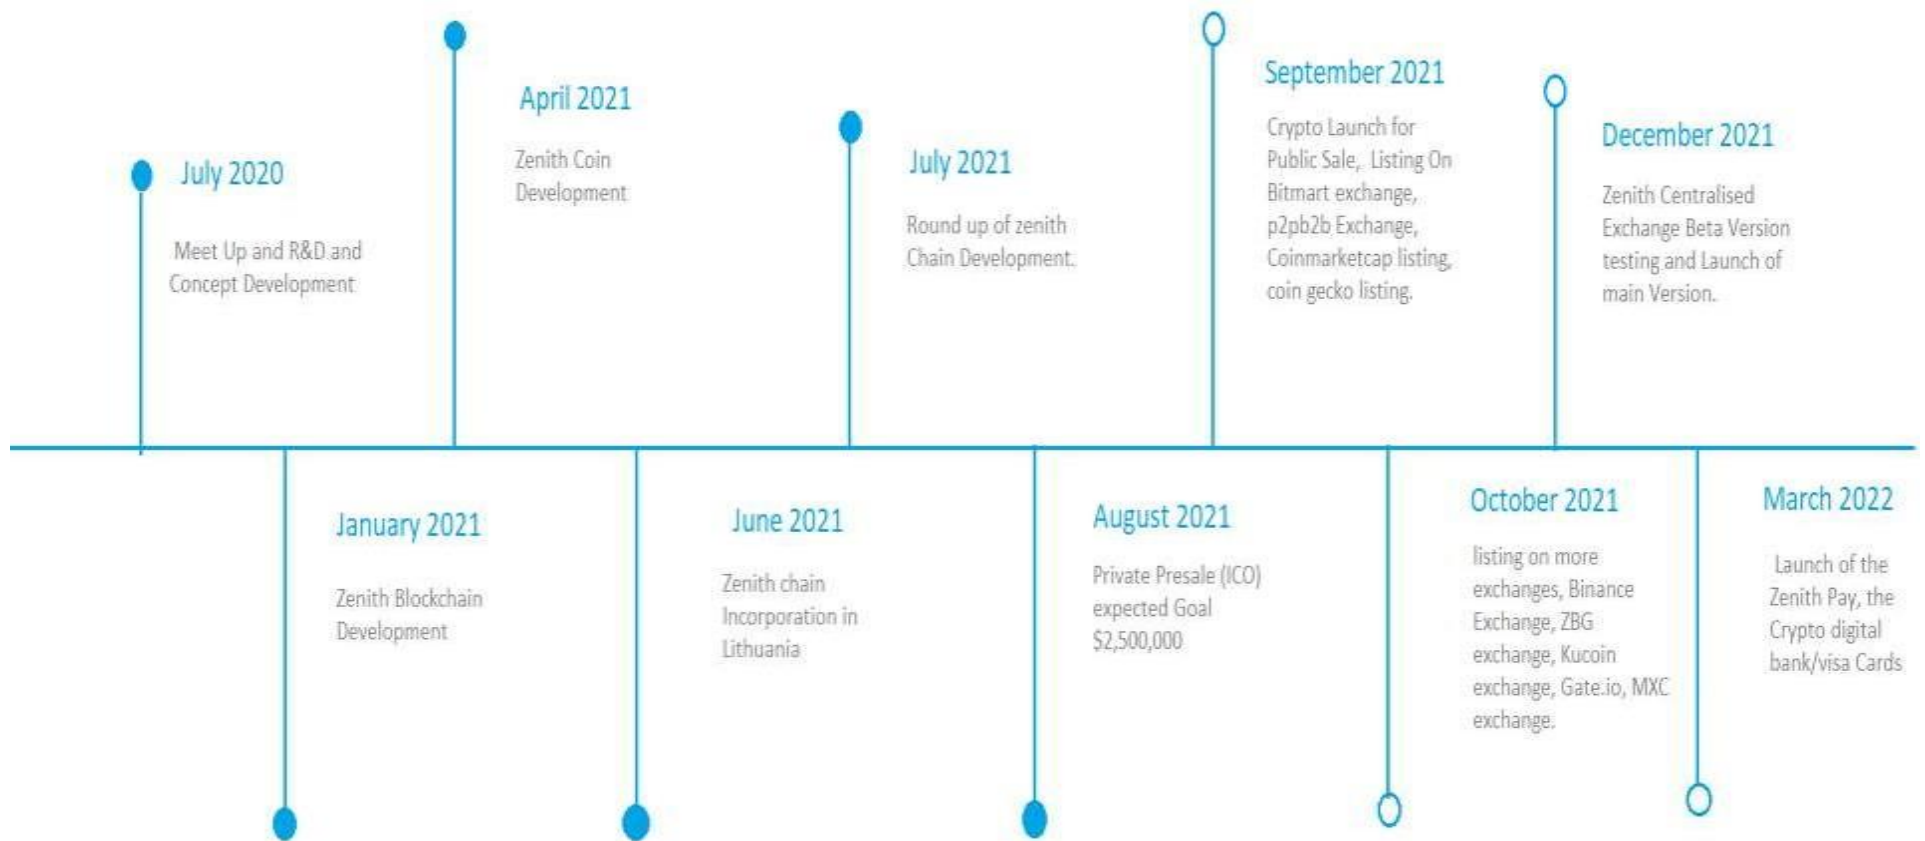 July 2020
Meet Up and R&D and
Concept Development
January 2021
Zenith Blockchain
Development
April 2021
Zenith Coin
Development
June 2021
Zenith chain
Incorporation in
Lithuania
July 2021
Round up of zenith
Chain Development.
August 2021
Private Presale (ICO)
expected Goal
$2,500,000
September 2021
Crypto Launch for
Public Sale, Listing On
Bitmart exchange,
p2pb2b Exchange,
Coinmarketcap listing,
coin gecko listing.
October 2021
listing on more
exchanges, Binance
Exchange, ZBG
exchange, Kucoin
exchange, Gate.io, MXC
exchange.
December 2021
Zenith Centralised
Exchange Beta Version
testing and Launch of
main Version.
March 2022
Launch of the
Zenith Pay, the
Crypto digital
bank/visa Cards